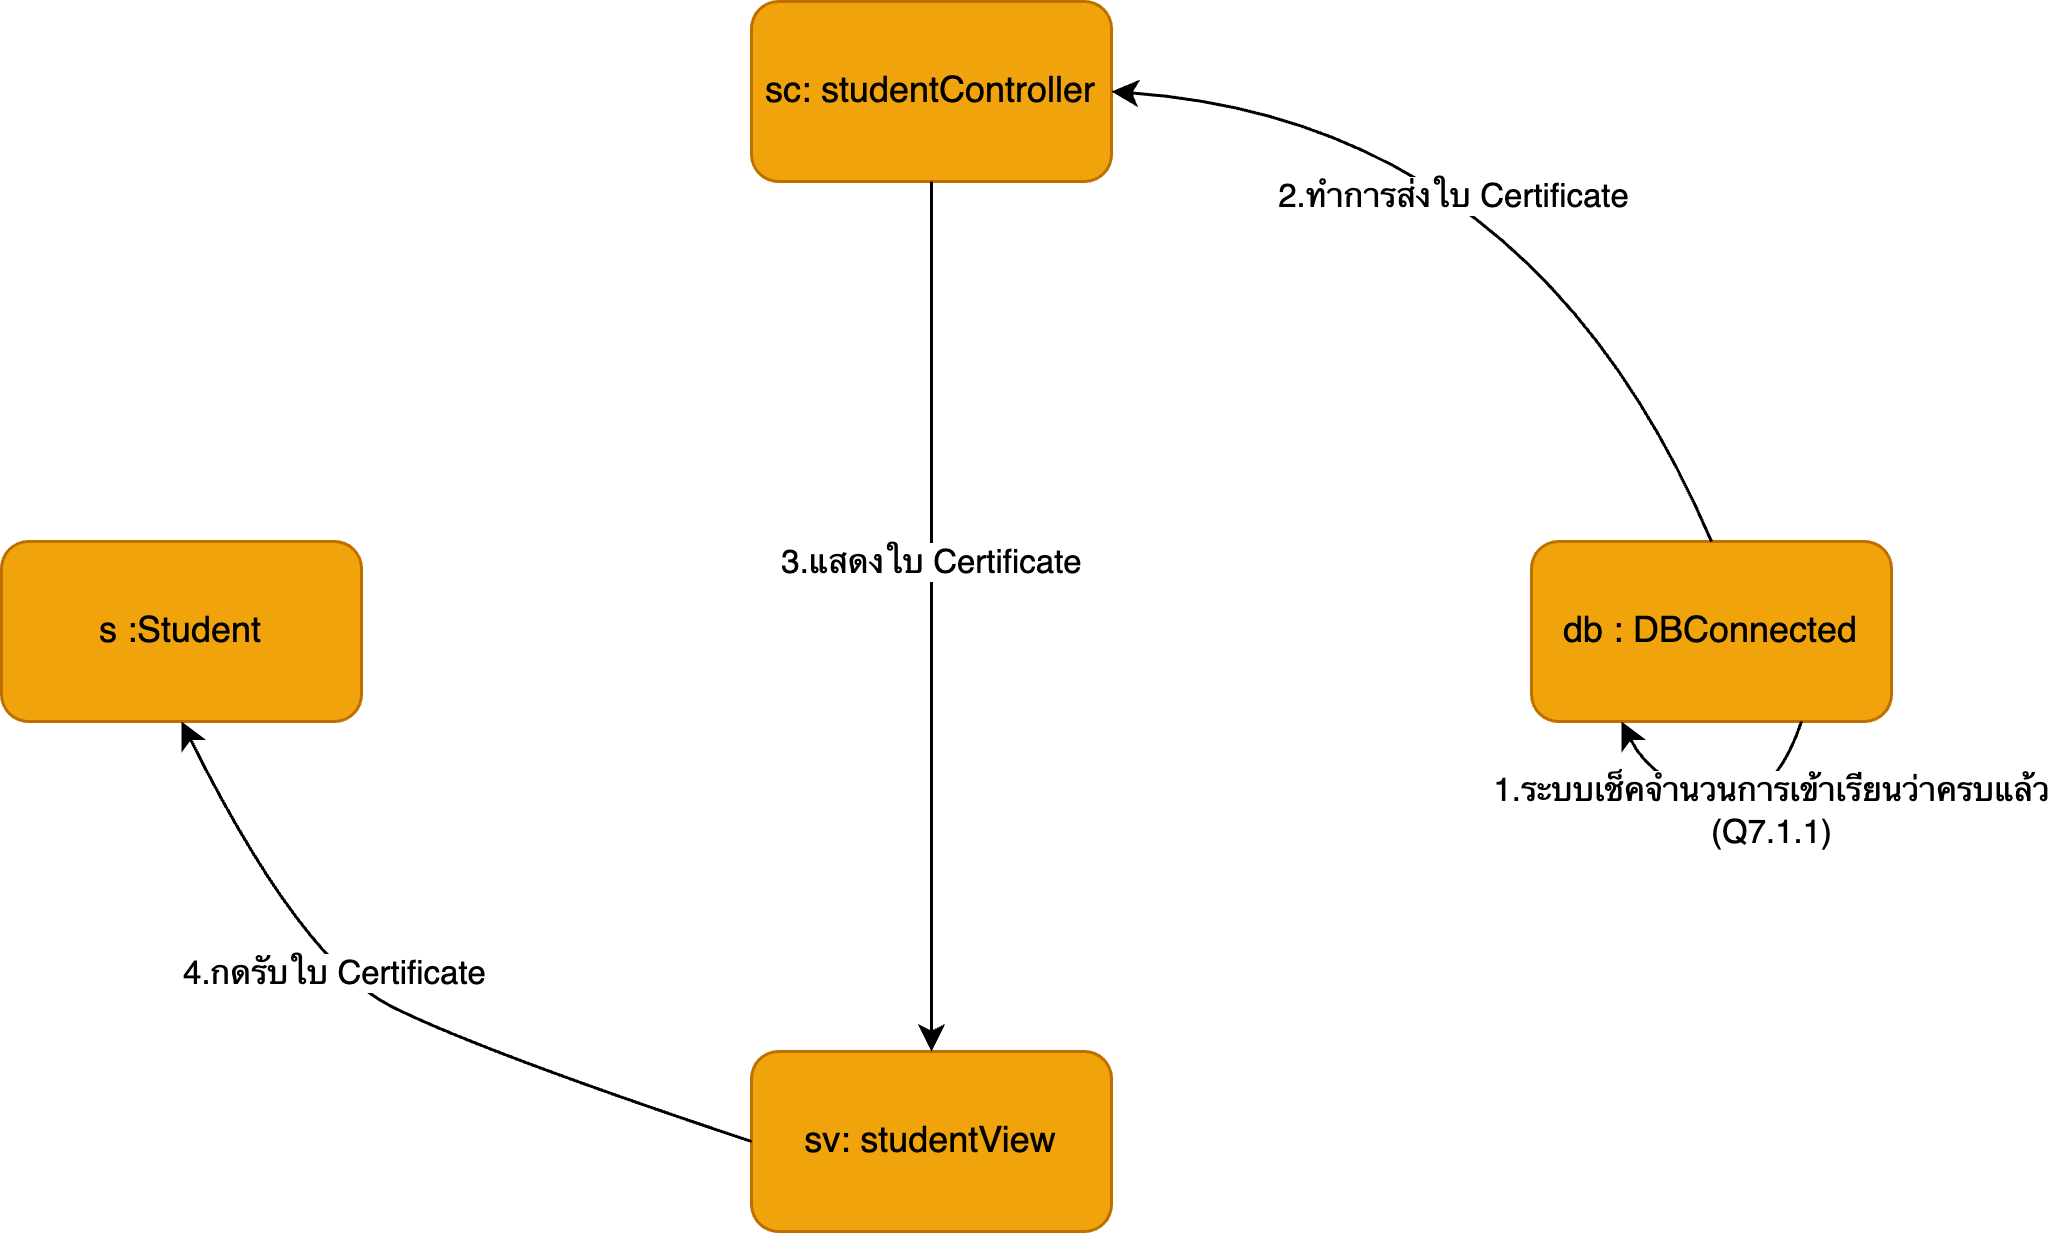 sc: studentController
2.ทำการส่งใบ Certificate
3.แสดงใบ Certificate
s :Student
db : DBConnected
1.ระบบเช็คจำนวนการเข้าเรียนว่าครบแล้ว
(Q7.1.1)
4.กดรับใบ Certificate
sv: studentView